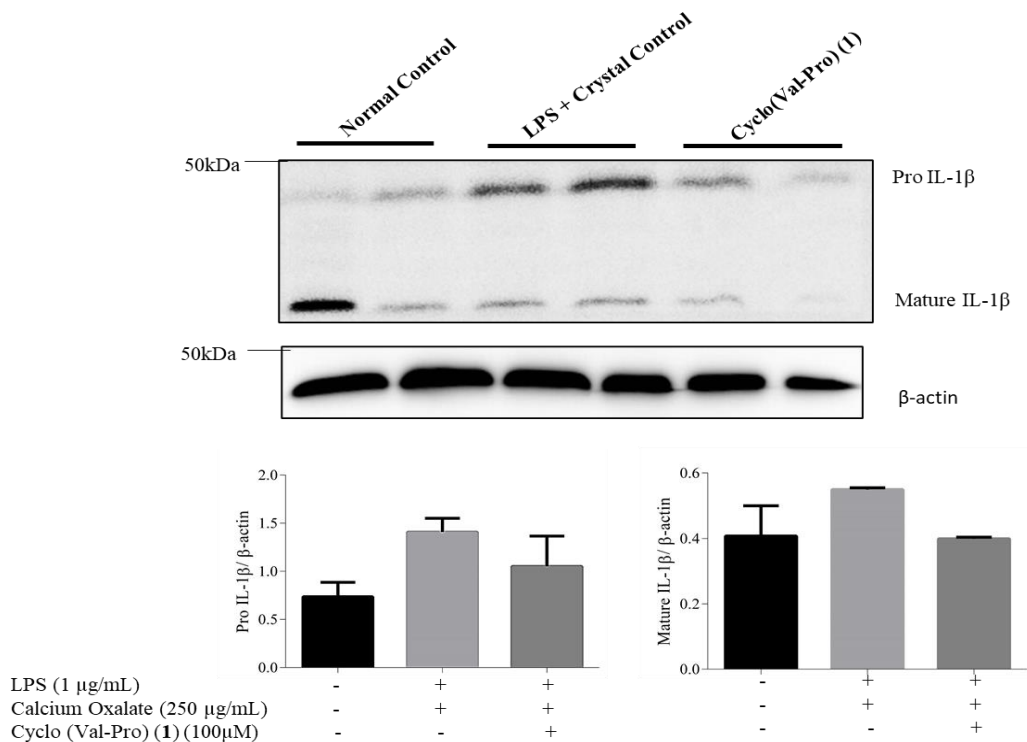 Normal Control
LPS + Crystal Control
Cyclo(Val-Pro) (1)
50kDa
Pro IL-1β
Mature IL-1β
50kDa
β-actin
Pro IL-1β/ β-actin
2.0
1.5
1.0
0.5
0.0
Mature IL-1β/ β-actin
0.6
0.4
0.2
0.0
LPS (1 µg/mL) - + + - + +
Calcium Oxalate (250 µg/mL) - + + - + +
Cyclo (Val-Pro) (1) (100µM) - - + - - +